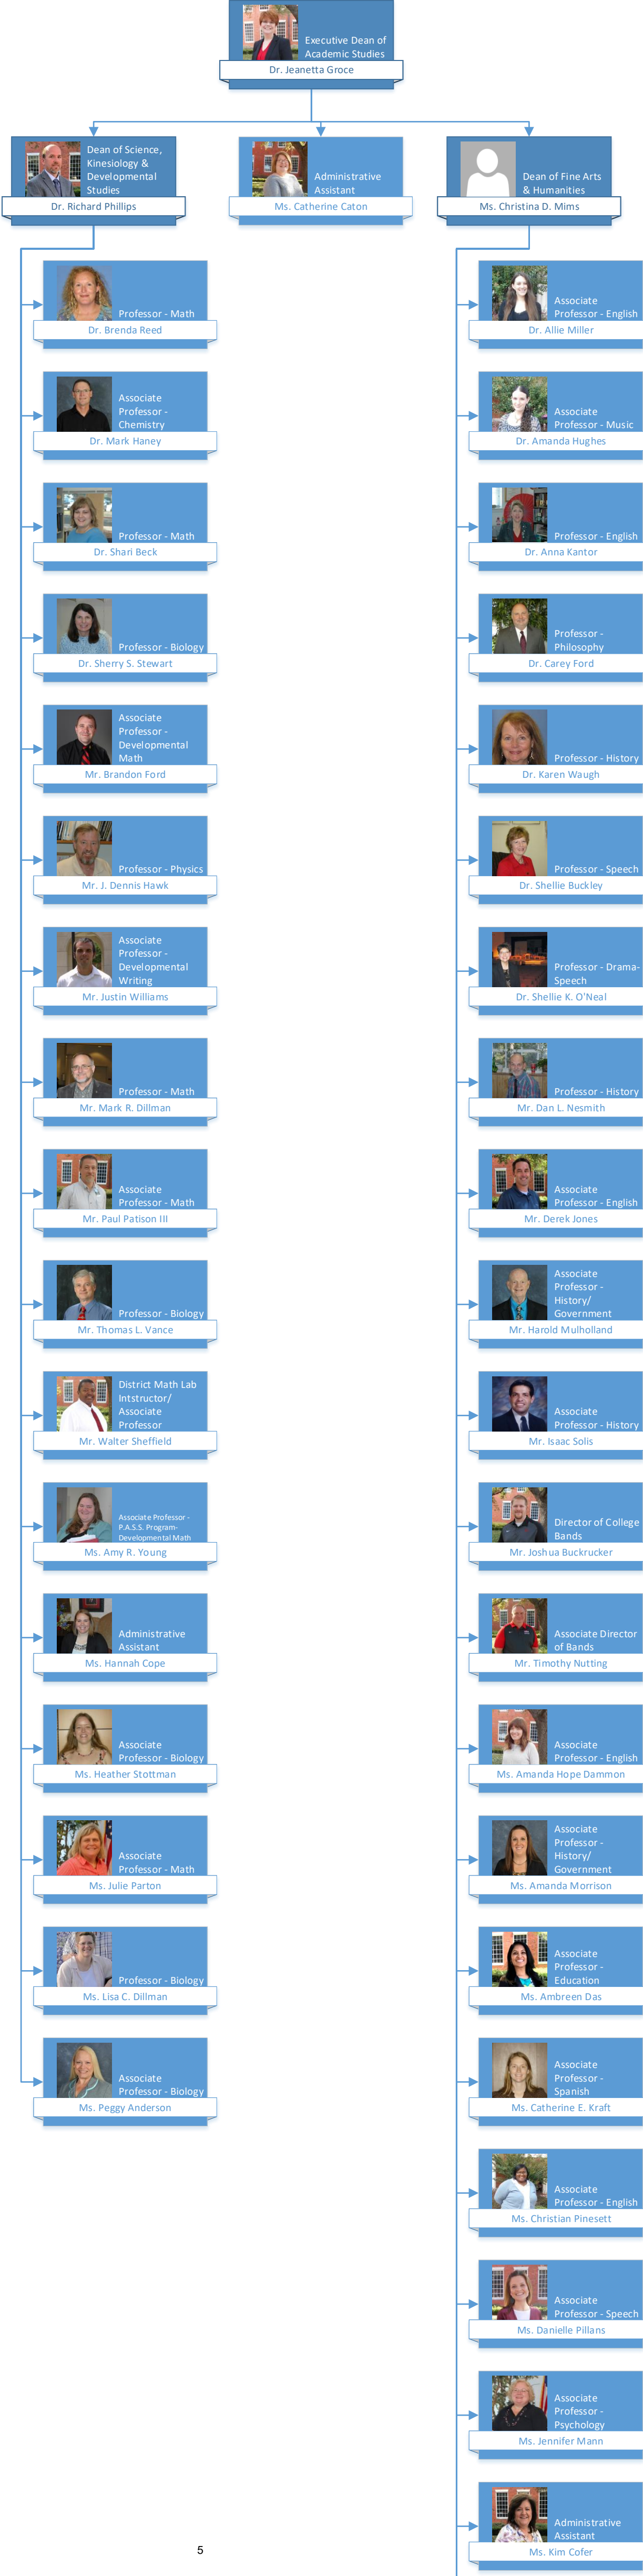 Executive Dean of
Academic Studies
Dr. Jeanetta Groce
Dean of Science,
Kinesiology &
Developmental
Studies
Dr. Richard Phillips
Administrative
Assistant
Ms. Catherine Caton
Dean of Fine Arts
& Humanities
Ms. Christina D. Mims
Professor - Math
Dr. Brenda Reed
Associate
Professor -
Chemistry
Dr. Mark Haney
Professor - Math
Dr. Shari Beck
Professor - Biology
Dr. Sherry S. Stewart
Associate
Professor -
Developmental
Math
Mr. Brandon Ford
Professor - Physics
Mr. J. Dennis Hawk
Associate
Professor -
Developmental
Writing
Mr. Justin Williams
Professor - Math
Mr. Mark R. Dillman
Associate
Professor - Math
Mr. Paul Patison III
Professor - Biology
Mr. Thomas L. Vance
District Math Lab
Intstructor/
Associate
Professor
Mr. Walter Sheffield
Associate Professor -
P.A.S.S. Program-
Developmental Math
Ms. Amy R. Young
Administrative
Assistant
Ms. Hannah Cope
Associate
Professor - Biology
Ms. Heather Stottman
Associate
Professor - Math
Ms. Julie Parton
Professor - Biology
Ms. Lisa C. Dillman
Associate
Professor - Biology
Ms. Peggy Anderson
Associate
Professor - English
Dr. Allie Miller
Associate
Professor - Music
Dr. Amanda Hughes
Professor - English
Dr. Anna Kantor
Professor -
Philosophy
Dr. Carey Ford
Professor - History
Dr. Karen Waugh
Professor - Speech
Dr. Shellie Buckley
Professor - Drama-
Speech
Dr. Shellie K. O'Neal
Professor - History
Mr. Dan L. Nesmith
Associate
Professor - English
Mr. Derek Jones
Associate
Professor -
History/
Government
Mr. Harold Mulholland
Associate
Professor - History
Mr. Isaac Solis
Director of College
Bands
Mr. Joshua Buckrucker
Associate Director
of Bands
Mr. Timothy Nutting
Associate
Professor - English
Ms. Amanda Hope Dammon
Associate
Professor -
History/
Government
Ms. Amanda Morrison
Associate
Professor -
Education
Ms. Ambreen Das
Associate
Professor -
Spanish
Ms. Catherine E. Kraft
Associate
Professor - English
Ms. Christian Pinesett
Associate
Professor - Speech
Ms. Danielle Pillans
Associate
Professor -
Psychology
Ms. Jennifer Mann
Administrative
Assistant
Ms. Kim Cofer
5